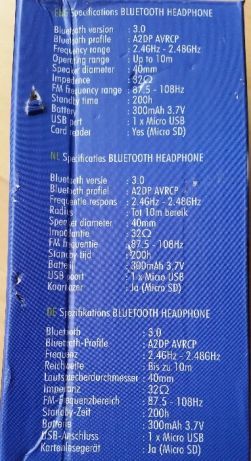 EN Specifications BLUETOOTH HEADPHONE
Bluetooth version : 3.0
Bluetooth profile : A2DP AVRCP
Frequency range : 2.4GHz - 2.48GHz
Operating range : Up to 10m
Speaker diameter : 40mm
Impedence : 32Ω
FM frequency range : 87.5 - 108Hz
Standby time : 200h
Battery : 300mAh 3.7V
USB port : 1 x Micro USB
Card reader : Yes (Micro SD)
NL Specificaties BLUETOOTH HEADPHONE
Bluetooth versie : 3.0
Bluetooth profiel : A2DP AVRCP
Frequentie respons : 2.4GHz - 2.48GHz
Radius : Tot 10m bereik
Speaker diameter : 40mm
Impedantie : 32Ω
FM frequentie : 87.5 - 108Hz
Standby tijd : 200h
Batterij : 300mAh 3.7V
USB poort : 1 x Micro USB
Kaartlezer : Ja (Micro SD)
DE Spezifikations BLUETOOTH HEADPHONE
Bluetooth : 3.0
Bluetooth-Profile : A2DP AVRCP
Frequenz : 2.4GHz - 2.48GHz
Reichweite : Bis zu 10m
Lautsprecherdurchmesser : 40mm
Impedanz : 32Ω
FM-Frequenzbereich : 87.5 - 108Hz
Standby-Zeit : 200h
Batterie : 300mAh 3.7V
USB-Anschluss : 1 x Micro USB
Kartenlesegerät : Ja (Micro SD)